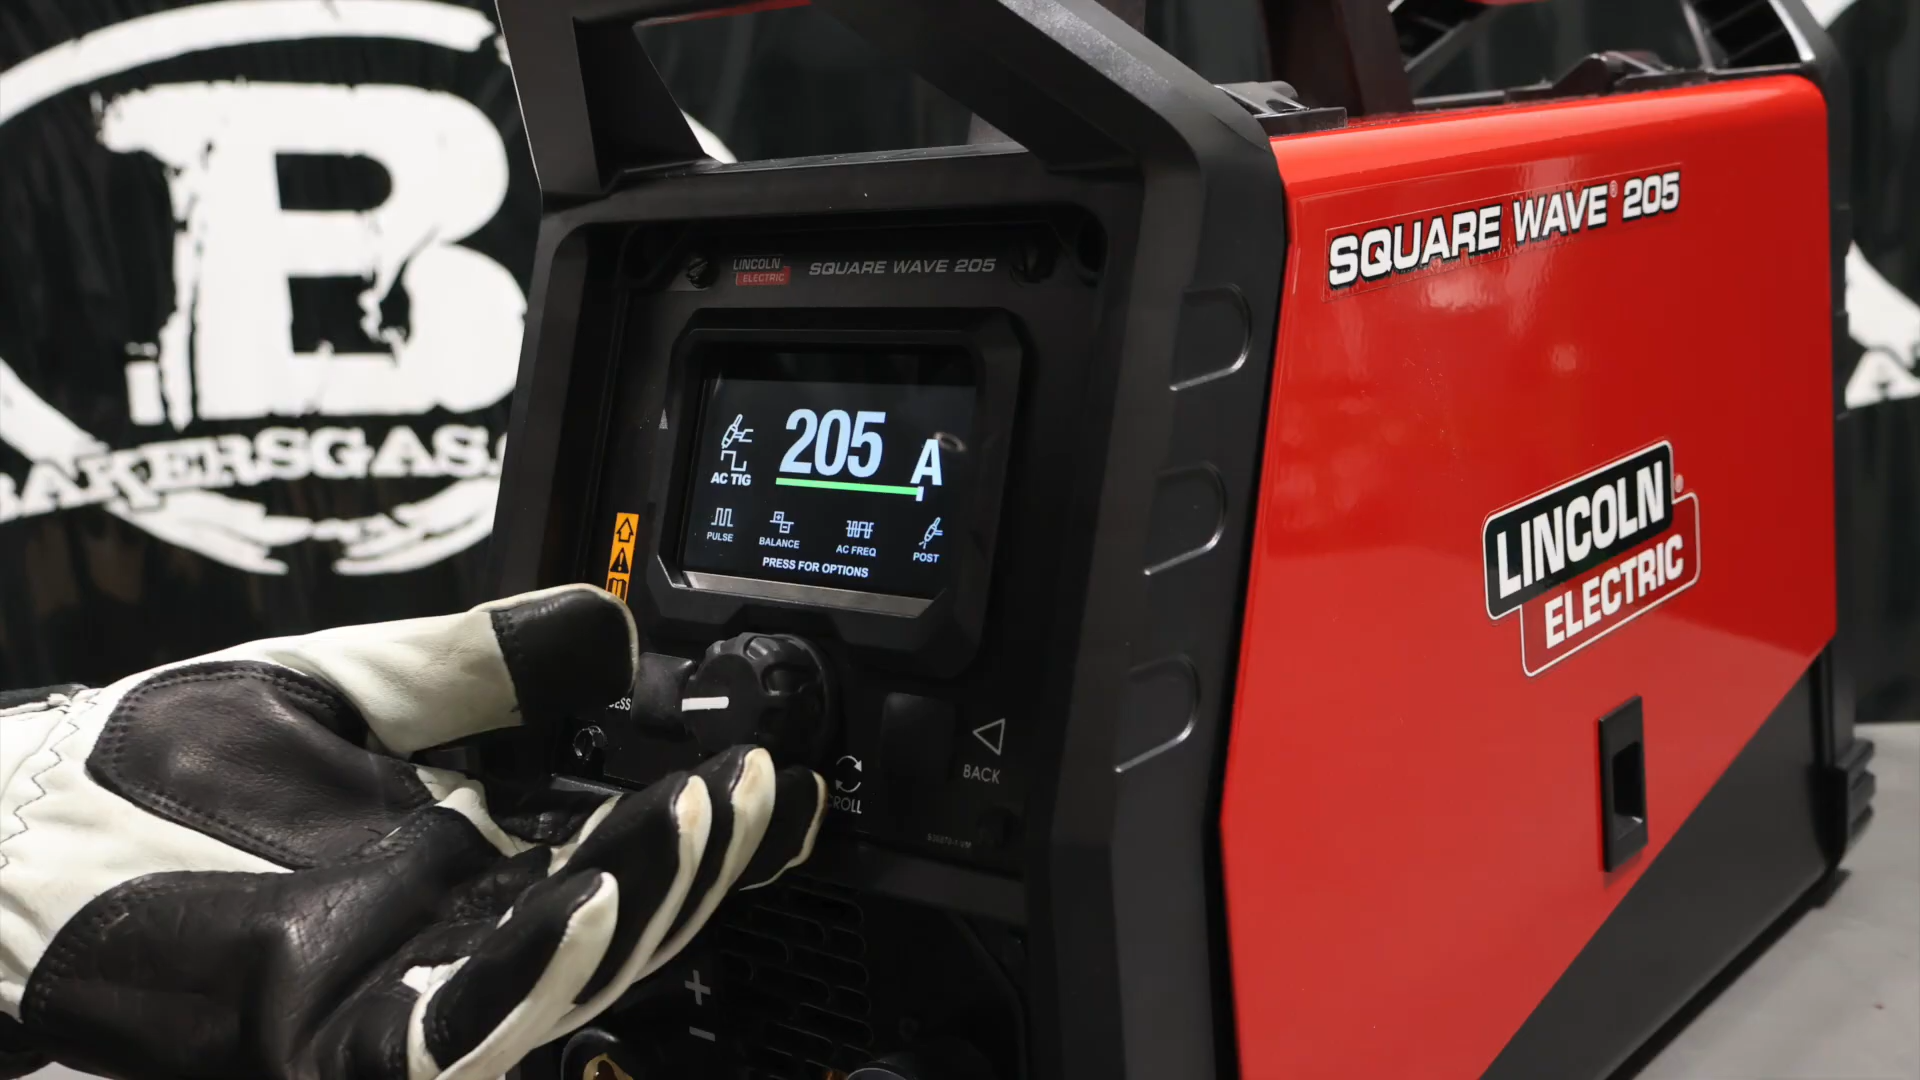 B
BAKERSGAS.
LINCOLN
ELECTRIC
SQUARE WAVE 205
205 A
AC TIG
PULSE
BALANCE
AC FREQ
POST
PRESS FOR OPTIONS
BACK
SQUARE WAVE® 205
LINCOLN®
ELECTRIC
+
−